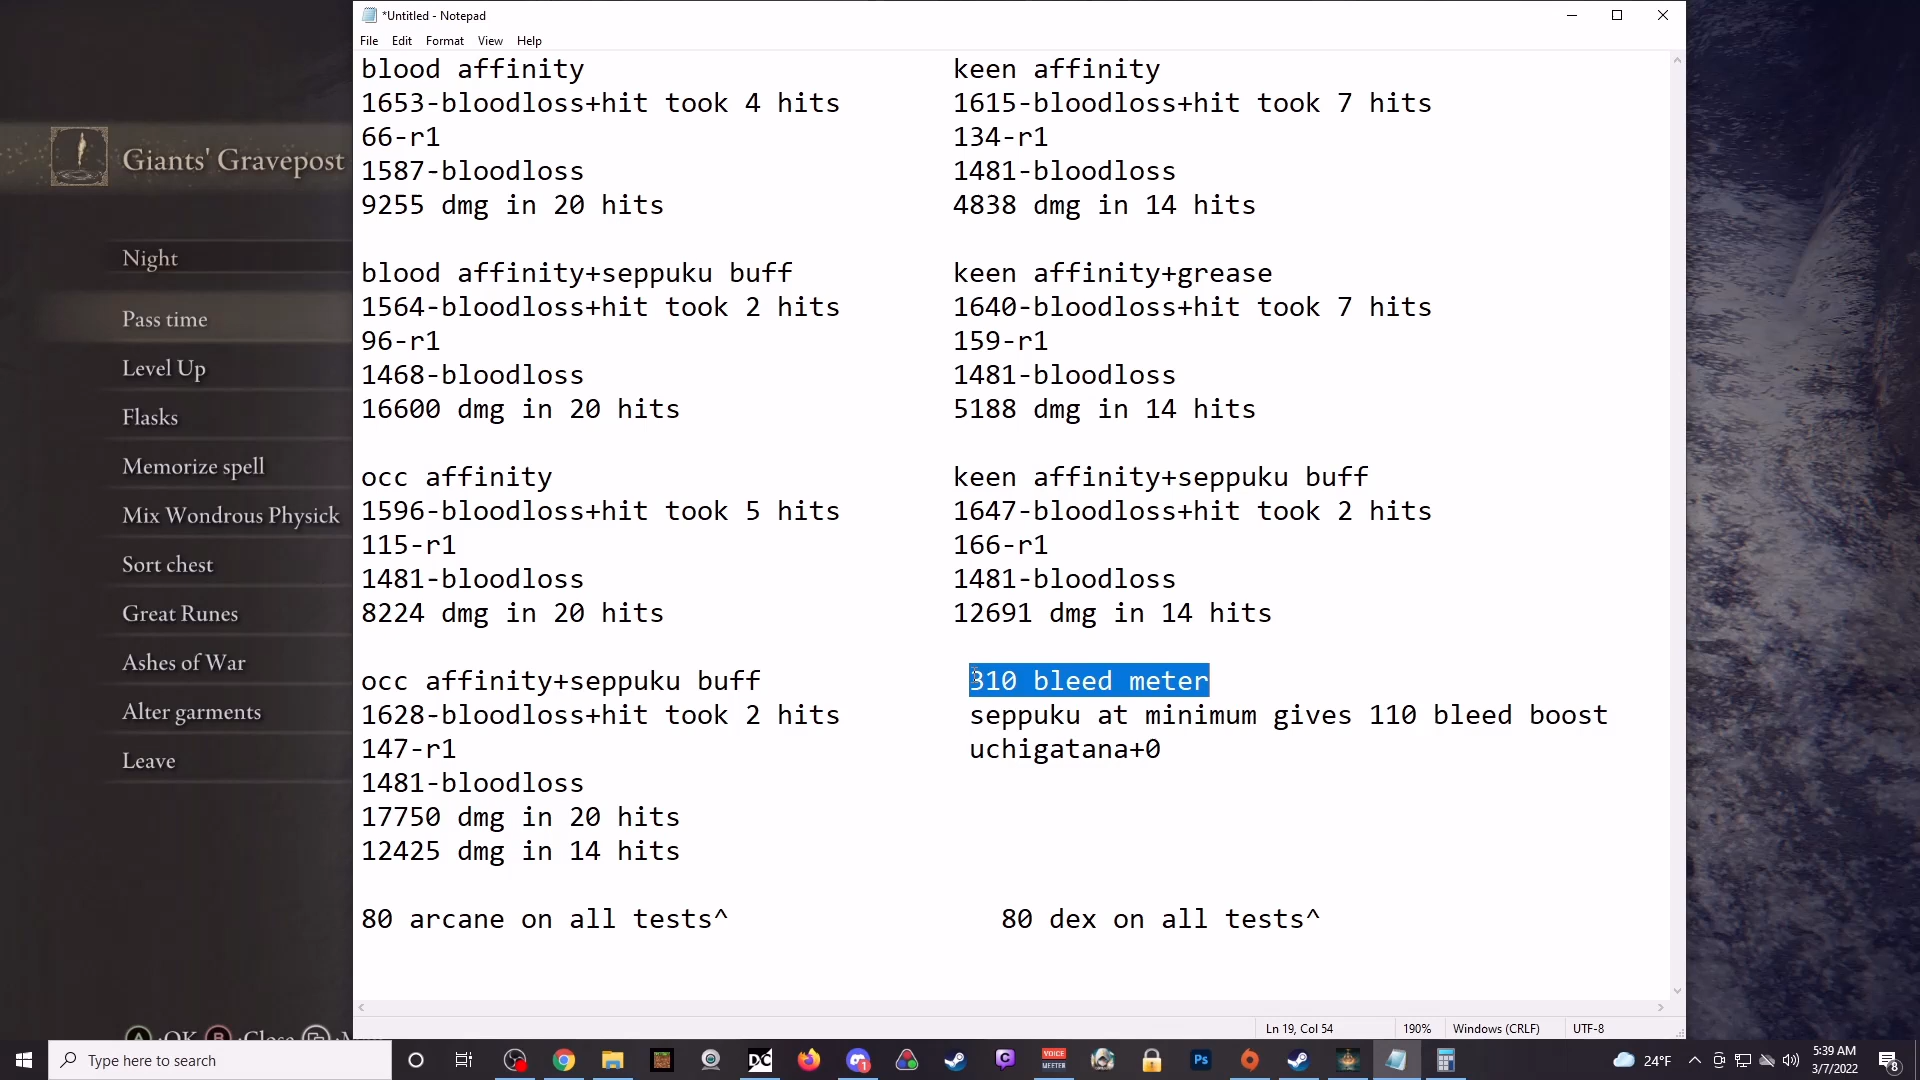 *Untitled - Notepad
File Edit Format View Help
blood affinity
1653-bloodloss+hit took 4 hits
66-r1
1587-bloodloss
9255 dmg in 20 hits
blood affinity+seppuku buff
1564-bloodloss+hit took 2 hits
96-r1
1468-bloodloss
16600 dmg in 20 hits
occ affinity
1596-bloodloss+hit took 5 hits
115-r1
1481-bloodloss
8224 dmg in 20 hits
occ affinity+seppuku buff
1628-bloodloss+hit took 2 hits
147-r1
1481-bloodloss
17750 dmg in 20 hits
12425 dmg in 14 hits
80 arcane on all tests^
keen affinity
1615-bloodloss+hit took 7 hits
134-r1
1481-bloodloss
4838 dmg in 14 hits
keen affinity+grease
1640-bloodloss+hit took 7 hits
159-r1
1481-bloodloss
5188 dmg in 14 hits
keen affinity+seppuku buff
1647-bloodloss+hit took 2 hits
166-r1
1481-bloodloss
12691 dmg in 14 hits
310 bleed meter
seppuku at minimum gives 110 bleed boost
uchigatana+0
80 dex on all tests^
Ln 19, Col 54 190% Windows (CRLF) UTF-8
Giants' Gravepost
Night
Pass time
Level Up
Flasks
Memorize spell
Mix Wondrous Physick
Sort chest
Great Runes
Ashes of War
Alter garments
Leave
A :OK B :Close
Type here to search
DC
VOICE MEETER
Ps
24°F
5:39 AM
3/7/2022
8